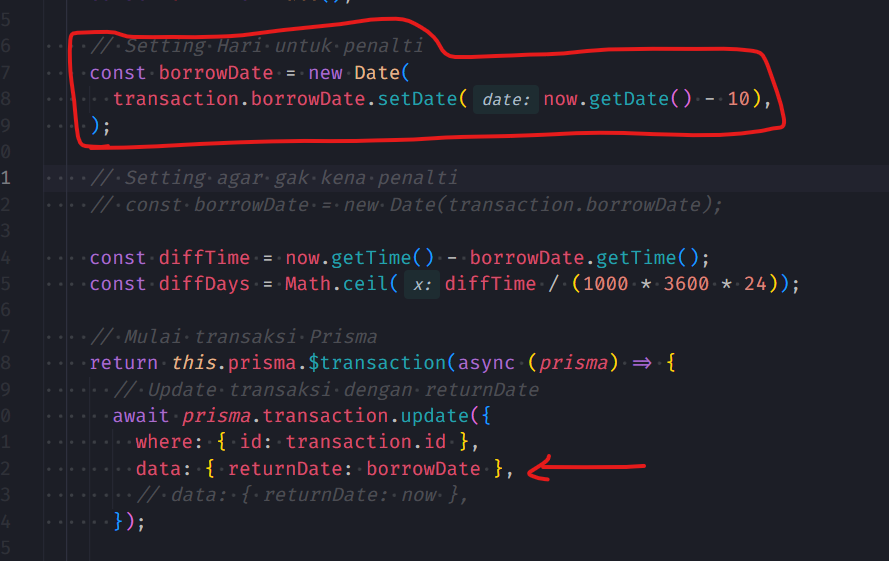 5
6 // Setting Hari untuk penalti
7 const borrowDate = new Date(
8 transaction.borrowDate.setDate( date: now.getDate() - 10),
9 );
0
1 // Setting agar gak kena penalti
2 // const borrowDate = new Date(transaction.borrowDate);
3
4 const diffTime = now.getTime() - borrowDate.getTime();
5 const diffDays = Math.ceil( x: diffTime / (1000 * 3600 * 24));
6
7 // Mulai transaksi Prisma
8 return this.prisma.$transaction(async (prisma) => {
9 // Update transaksi dengan returnDate
0 await prisma.transaction.update({
1 where: { id: transaction.id },
2 data: { returnDate: borrowDate },
3 // data: { returnDate: now },
4 });
5